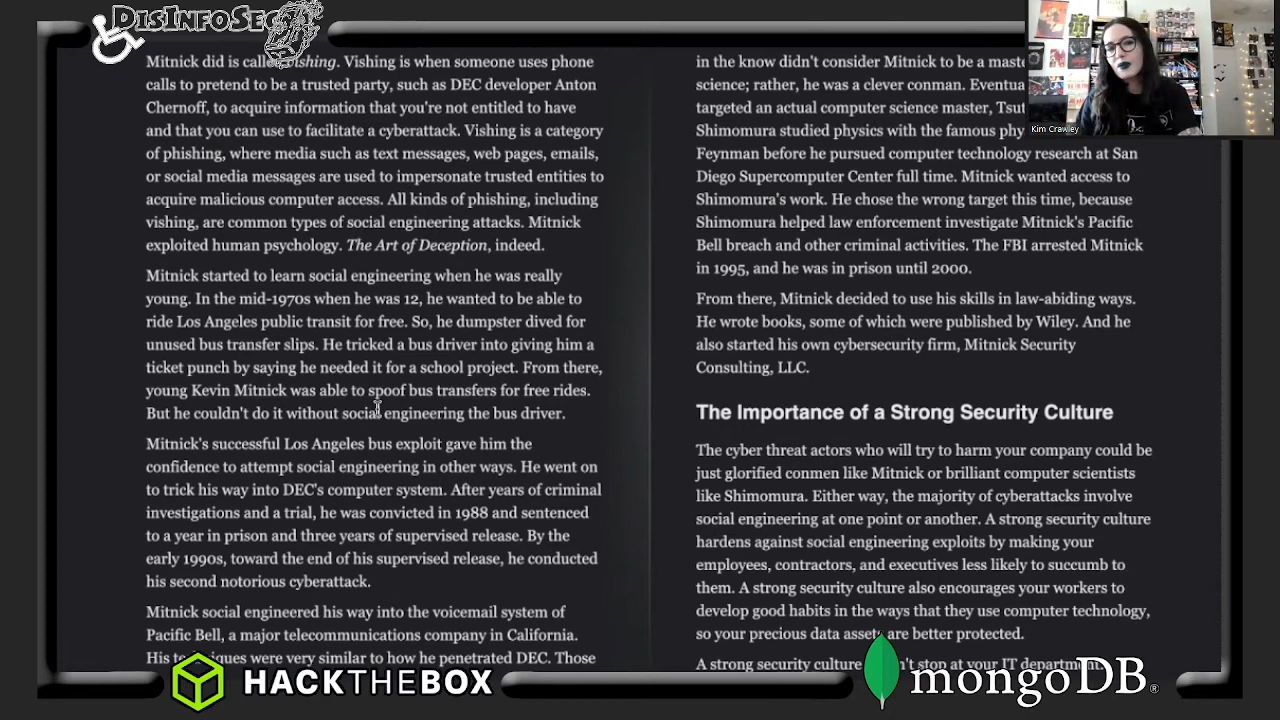 DisInfoSec
Mitnick did is called vishing. Vishing is when someone uses phone
calls to pretend to be a trusted party, such as DEC developer Anton
Chernoff, to acquire information that you're not entitled to have
and that you can use to facilitate a cyberattack. Vishing is a category
of phishing, where media such as text messages, web pages, emails,
or social media messages are used to impersonate trusted entities to
acquire malicious computer access. All kinds of phishing, including
vishing, are common types of social engineering attacks. Mitnick
exploited human psychology. The Art of Deception, indeed.
Mitnick started to learn social engineering when he was really
young. In the mid-1970s when he was 12, he wanted to be able to
ride Los Angeles public transit for free. So, he dumpster dived for
unused bus transfer slips. He tricked a bus driver into giving him a
ticket punch by saying he needed it for a school project. From there,
young Kevin Mitnick was able to spoof bus transfers for free rides.
But he couldn't do it without social engineering the bus driver.
Mitnick's successful Los Angeles bus exploit gave him the
confidence to attempt social engineering in other ways. He went on
to trick his way into DEC's computer system. After years of criminal
investigations and a trial, he was convicted in 1988 and sentenced
to a year in prison and three years of supervised release. By the
early 1990s, toward the end of his supervised release, he conducted
his second notorious cyberattack.
Mitnick social engineered his way into the voicemail system of
Pacific Bell, a major telecommunications company in California.
His techniques were very similar to how he penetrated DEC. Those
in the know didn't consider Mitnick to be a
science; rather, he was a clever conman.
targeted an actual computer science master,
Shimomura studied physics with the famous
Feynman before he pursued computer technology research at San
Diego Supercomputer Center full time. Mitnick wanted access to
Shimomura's work. He chose the wrong target this time, because
Shimomura helped law enforcement investigate Mitnick's Pacific
Bell breach and other criminal activities. The FBI arrested Mitnick
in 1995, and he was in prison until 2000.
From there, Mitnick decided to use his skills in law-abiding ways.
He wrote books, some of which were published by Wiley. And he
also started his own cybersecurity firm, Mitnick Security
Consulting, LLC.
The Importance of a Strong Security Culture
The cyber threat actors who will try to harm your company could be
just glorified conmen like Mitnick or brilliant computer scientists
like Shimomura. Either way, the majority of cyberattacks involve
social engineering at one point or another. A strong security culture
hardens against social engineering exploits by making your
employees, contractors, and executives less likely to succumb to
them. A strong security culture also encourages your workers to
develop good habits in the ways that they use computer technology,
so your precious data assets are better protected.
A strong security culture stop at your IT department.
Kim Crawley
HACKTHEBOX
mongoDB®